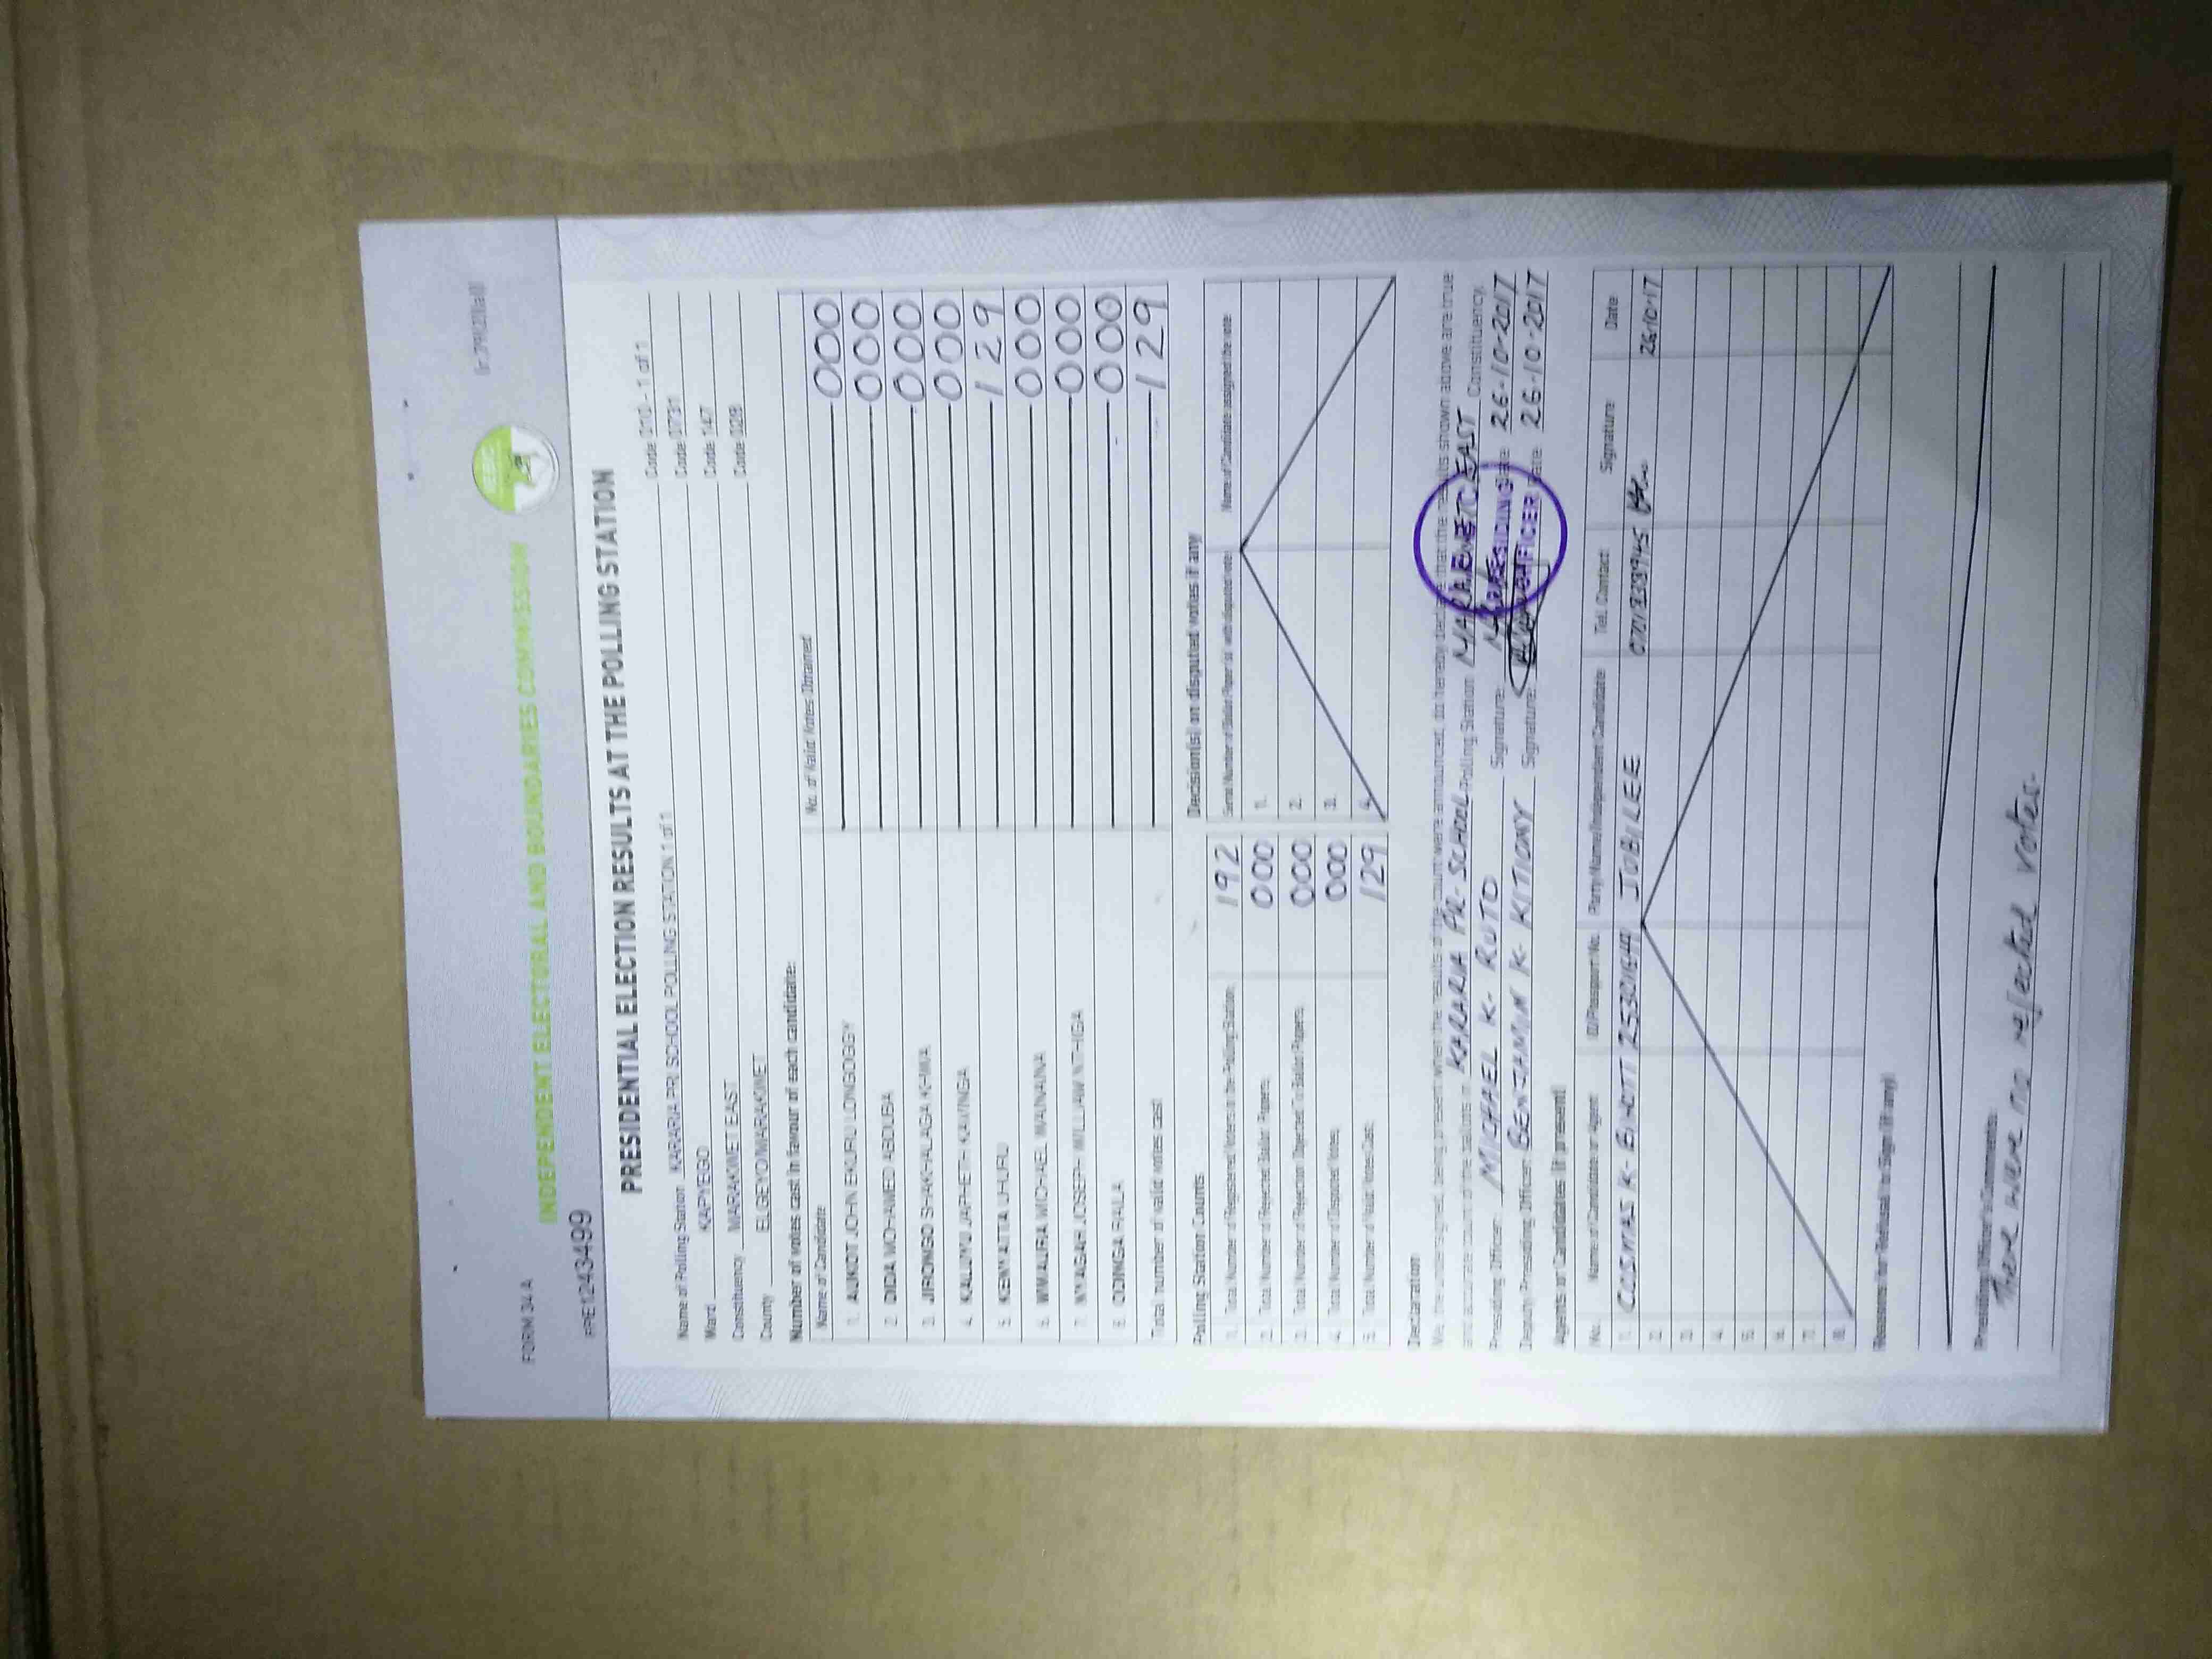 FORM 34 A
INDEPENDENT ELECTORAL AND BOUNDARIES COMMISSION
PRE1243499
PRESIDENTIAL ELECTION RESULTS AT THE POLLING STATION
Name of Polling Station KARARIA PRI SCHOOL POLLING STATION 1 of 1 Code 010 - 1 of 1
Ward KAPYEGO Code 0731
Constituency MARAKWET EAST Code 147
County ELGEYO/MARAKWET Code 028
Number of votes cast in favour of each candidate:
Name of Candidate No. of Valid Votes Obtained
1. AUKOT JOHN EKURU LONGOGGY 000
2. DIDA MOHAMED ABDUBA 000
3. JIRONGO SHAKHALAGA KHWA 000
4. KALUYU JAPHETH KAVINGA 000
5. KENYATTA UHURU 129
6. MWAURA MICHAEL WAINAINA 000
7. NYAGAH JOSEPH WILLIAM NTHIGA 000
8. ODINGA RAILA 000
Total number of valid votes cast 129
Polling Station Counts Decision(s) on disputed votes if any
Serial Number of Ballot Paper(s) with disputed vote Name of Candidate assigned the vote
1. Total Number of Registered Voters in the Polling Station 192 1.
2. Total Number of Rejected Ballot Papers 000 2.
3. Total Number of Rejection Objected To Ballot Papers 000 3.
4. Total Number of Disputed Votes 000 4.
5. Total Number of Valid Votes Cast 129
Declaration
We, the undersigned, being present when the results of the count were announced, do hereby declare that the results shown above are true
and accurate count of the ballots in KARARIA PR. SCHOOL Polling Station MARAKWET EAST Constituency.
Presiding Officer: MICHAEL K. RUTO Signature: Date: 26-10-2017
Deputy Presiding Officer: BENJAMIN K. KITIONY Signature: Date: 26-10-2017
PRESIDING
OFFICER
Agents or Candidates (if present)
No. Name of Candidate or Agent ID/Passport No. Party Name/Independent Candidate Tel. Contact Signature Date
1. COSMAS K. 25301644 JUBILEE 26.10.17
2.
3.
4.
5.
6.
7.
8.
Reasons for Refusal to Sign (if any)
Presiding Officer's Comments:
There were no rejected votes.